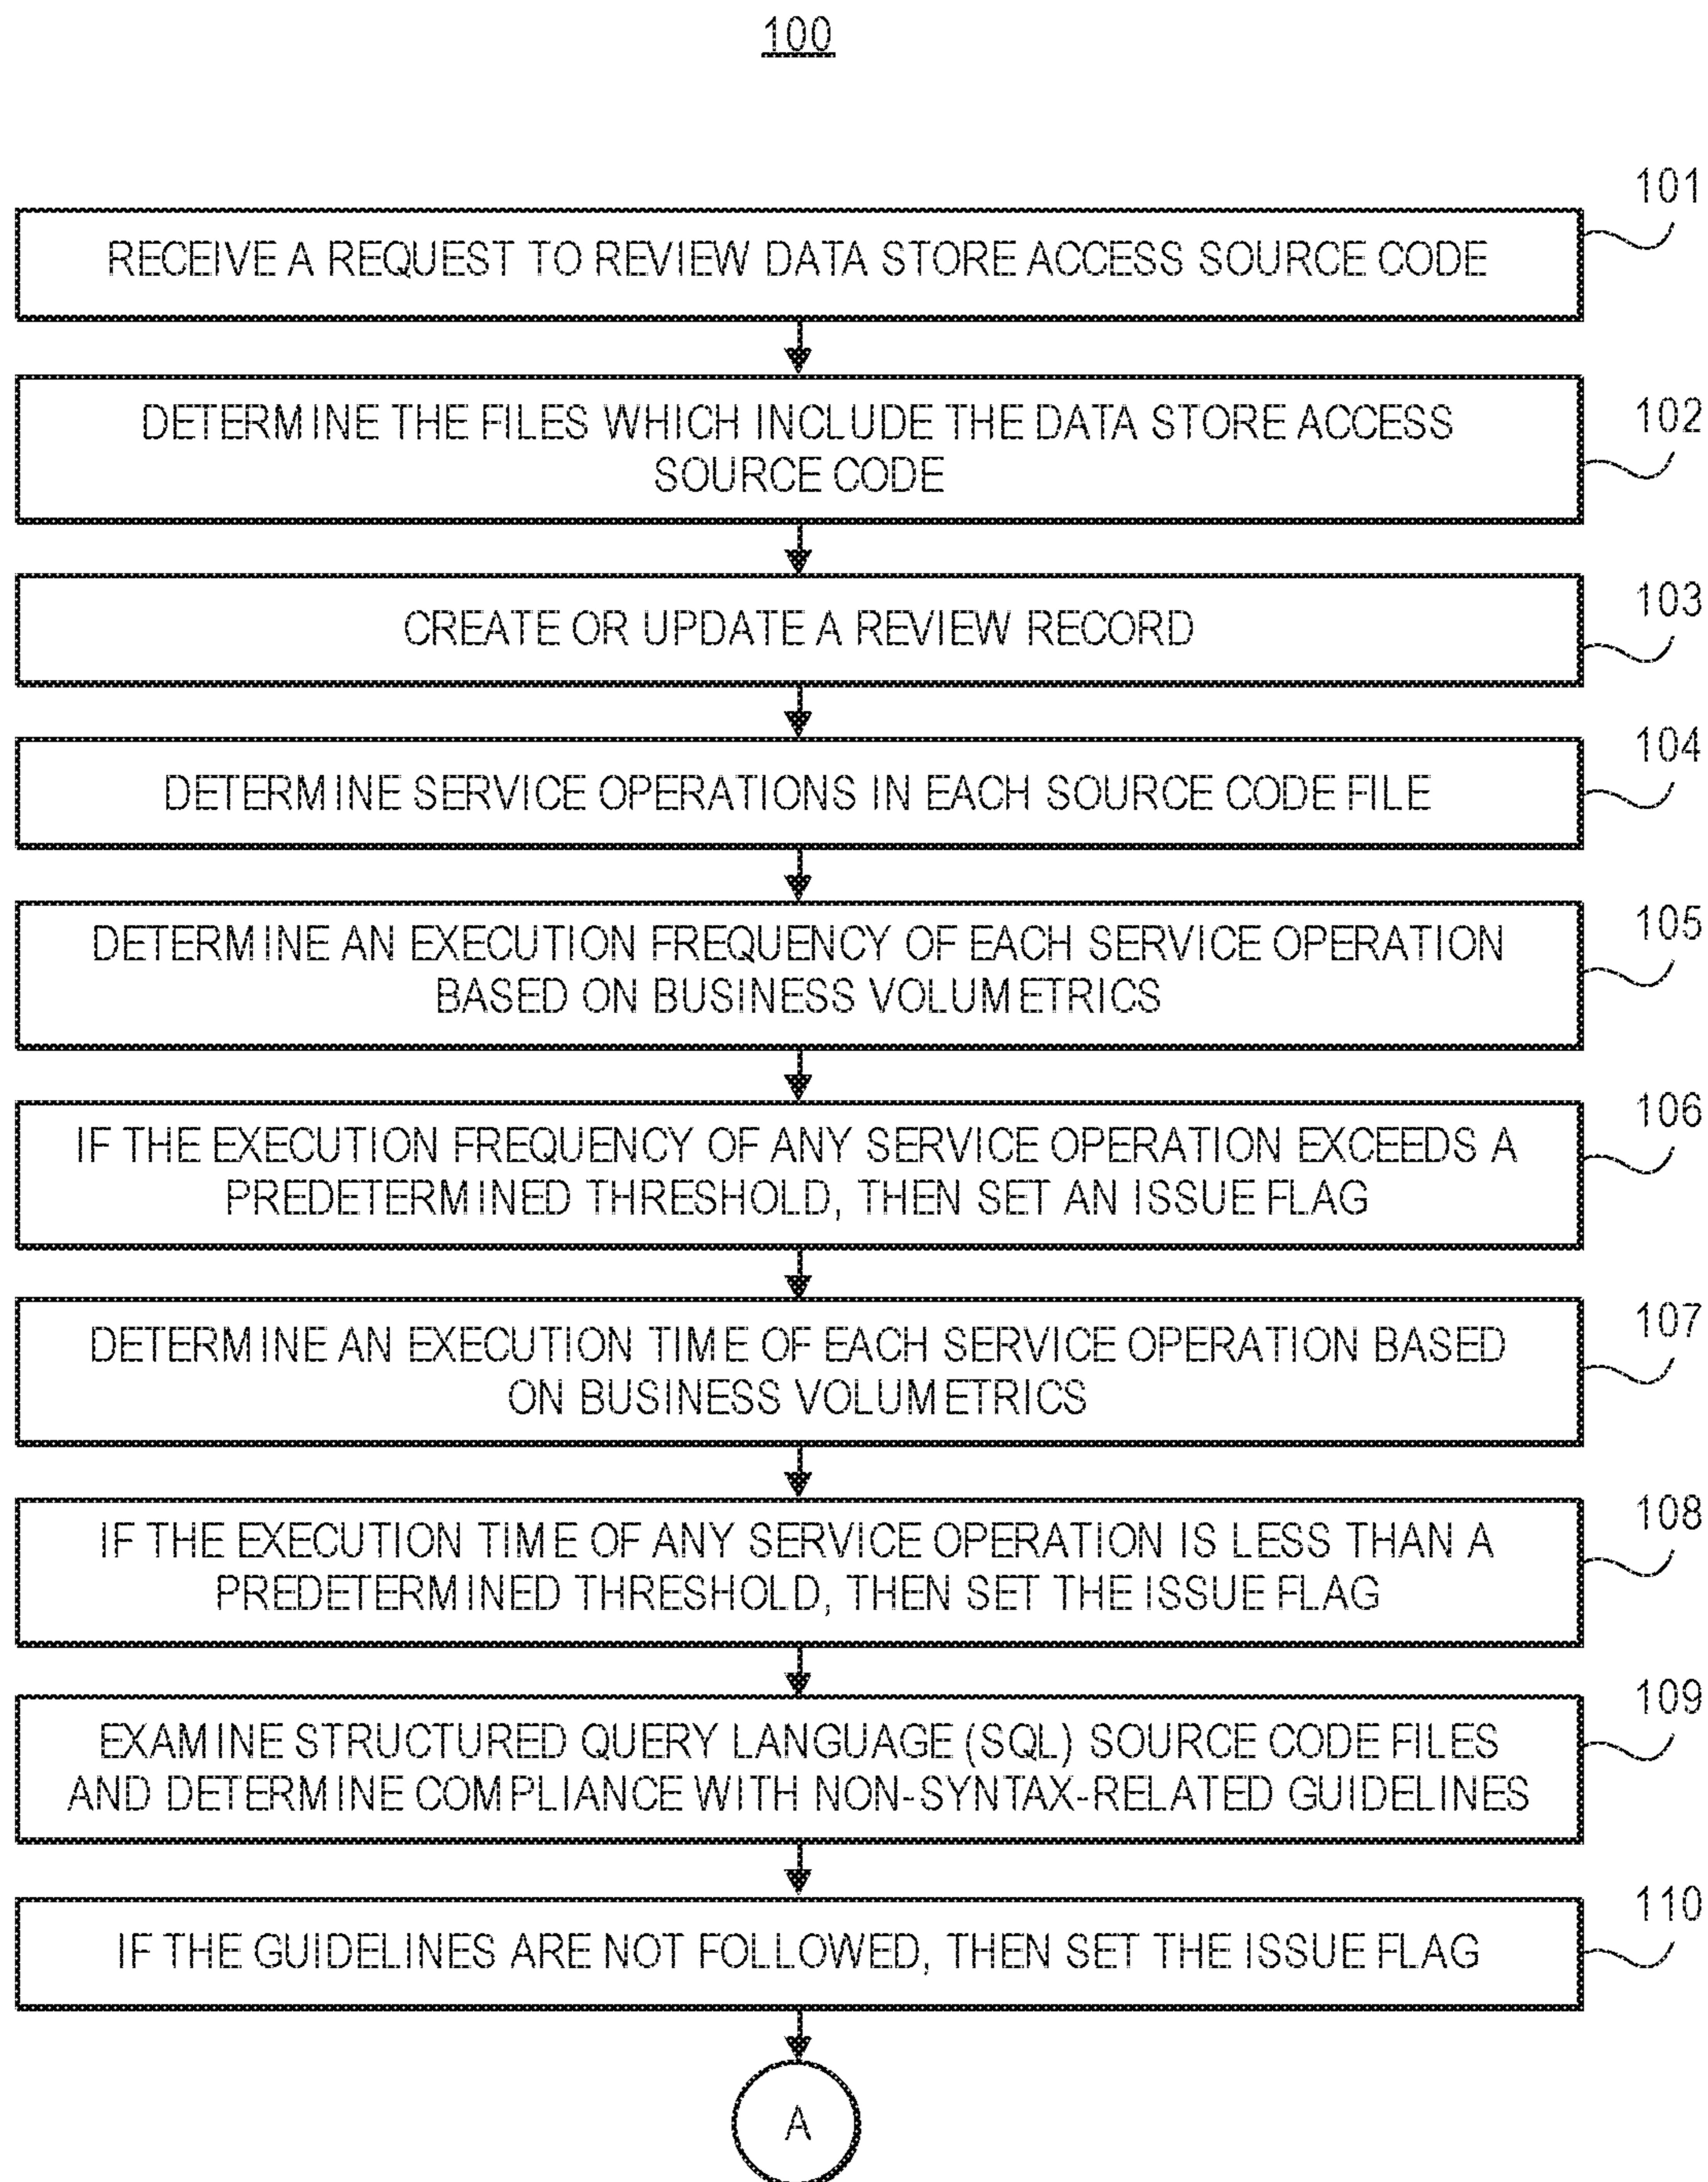 100
101
RECEIVE A REQUEST TO REVIEW DATA STORE ACCESS SOURCE CODE
102
DETERMINE THE FILES WHICH INCLUDE THE DATA STORE ACCESS
SOURCE CODE
103
CREATE OR UPDATE A REVIEW RECORD
104
DETERMINE SERVICE OPERATIONS IN EACH SOURCE CODE FILE
105
DETERMINE AN EXECUTION FREQUENCY OF EACH SERVICE OPERATION
BASED ON BUSINESS VOLUMETRICS
106
IF THE EXECUTION FREQUENCY OF ANY SERVICE OPERATION EXCEEDS A
PREDETERMINED THRESHOLD, THEN SET AN ISSUE FLAG
107
DETERMINE AN EXECUTION TIME OF EACH SERVICE OPERATION BASED
ON BUSINESS VOLUMETRICS
108
IF THE EXECUTION TIME OF ANY SERVICE OPERATION IS LESS THAN A
PREDETERMINED THRESHOLD, THEN SET THE ISSUE FLAG
109
EXAMINE STRUCTURED QUERY LANGUAGE (SQL) SOURCE CODE FILES
AND DETERMINE COMPLIANCE WITH NON-SYNTAX-RELATED GUIDELINES
110
IF THE GUIDELINES ARE NOT FOLLOWED, THEN SET THE ISSUE FLAG
A